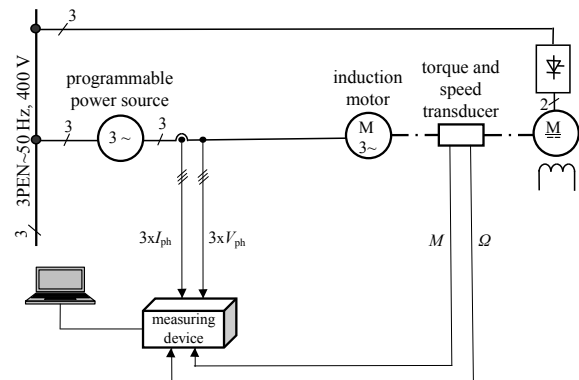 3
3PEN~50 Hz, 400 V
3
programmable
power source
3
3 ~
3
induction
motor
M
3~
torque and
speed
transducer
2
M
3xIph
3xVph
M
Ω
measuring
device